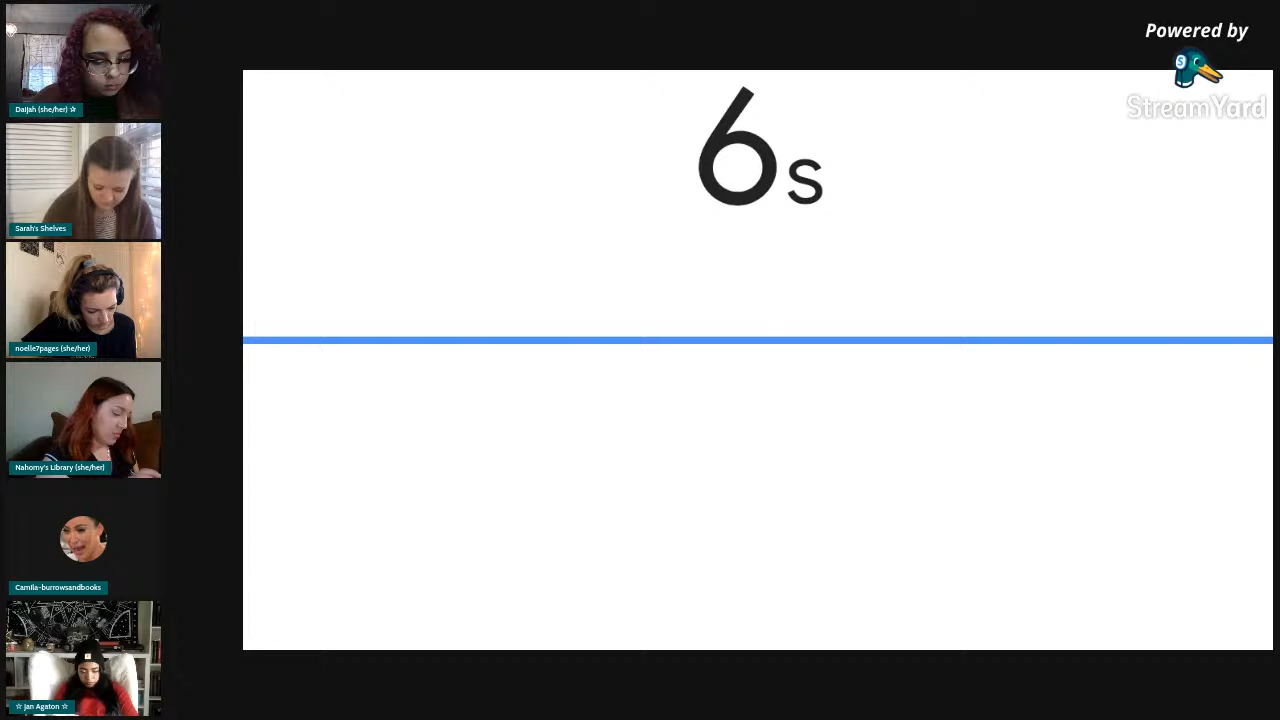 Daijah (she/her) ☆
Sarah's Shelves
noelle7pages (she/her)
Nahomy's Library (she/her)
Camila-burrowsandbooks
☆ Jan Agaton ☆
6s
Powered by
S
StreamYard